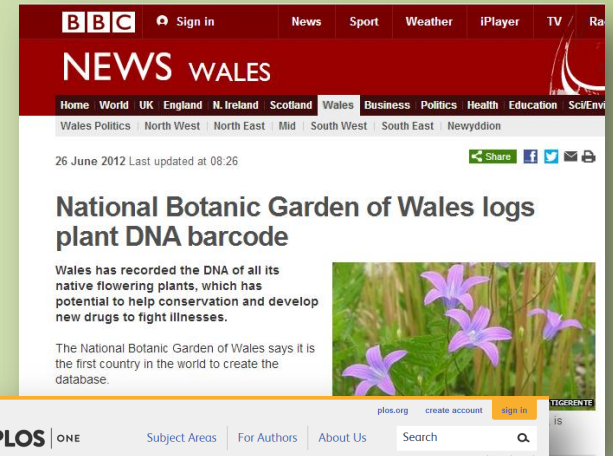 BBC Sign in News Sport Weather iPlayer TV
NEWS WALES
Home World UK England N. Ireland Scotland Wales Business Politics Health Education
Wales Politics North West North East Mid South West South East Newyddion
26 June 2012 Last updated at 08:26
Share f
National Botanic Garden of Wales logs
plant DNA barcode
Wales has recorded the DNA of all its
native flowering plants, which has
potential to help conservation and develop
new drugs to fight illnesses.
The National Botanic Garden of Wales says it is
the first country in the world to create the
database.
TIGERENTE
is
plos.org create account sign in
PLOS ONE Subject Areas For Authors About Us Search